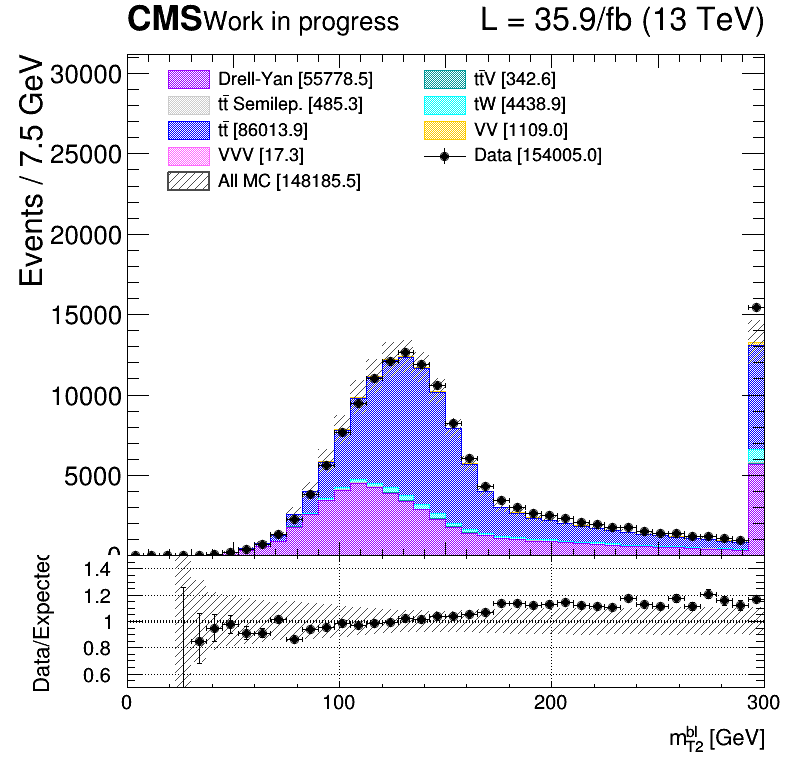 CMS Work in progress L = 35.9/fb (13 TeV)
Events / 7.5 GeV
30000
25000
20000
15000
10000
5000
0
Drell-Yan [55778.5]
tt̄ Semilep. [485.3]
tt̄ [86013.9]
VVV [17.3]
All MC [148185.5]
tt̄V [342.6]
tW [4438.9]
VV [1109.0]
Data [154005.0]
Data/Expected
1.4
1.2
1
0.8
0.6
0 100 200 300
m_{T2}^{bl} [GeV]